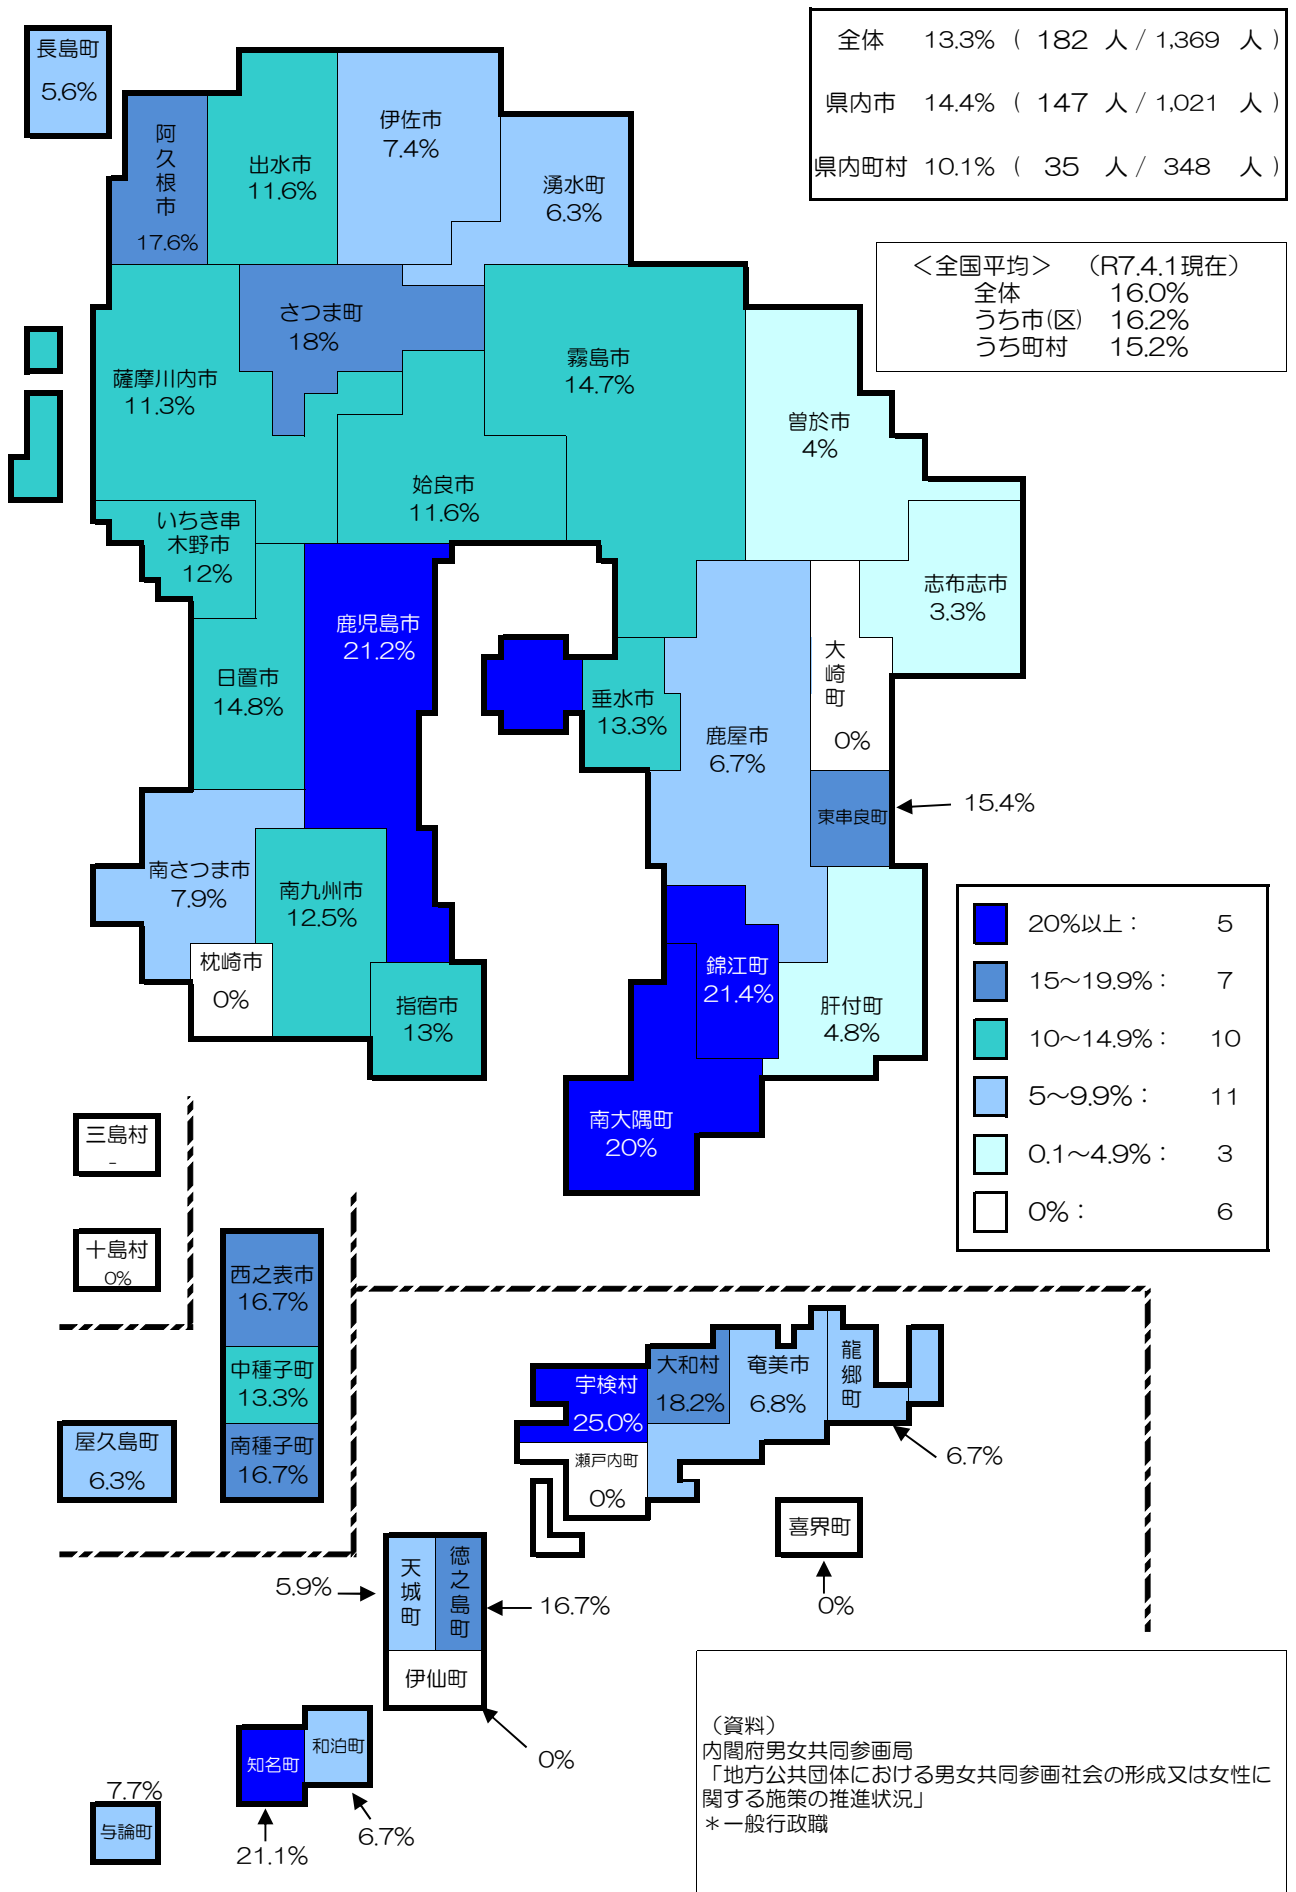 全体 13.3% ( 182 人 / 1,369 人 )
県内市 14.4% ( 147 人 / 1,021 人 )
県内町村 10.1% ( 35 人 / 348 人 )
＜全国平均＞ （R7.4.1現在）
全体 16.0%
うち市(区) 16.2%
うち町村 15.2%
長島町
5.6%
阿久根市
17.6%
出水市
11.6%
伊佐市
7.4%
湧水町
6.3%
さつま町
18%
薩摩川内市
11.3%
霧島市
14.7%
曽於市
4%
姶良市
11.6%
いちき串
木野市
12%
志布志市
3.3%
鹿児島市
21.2%
大崎町
0%
日置市
14.8%
垂水市
13.3%
鹿屋市
6.7%
東串良町
15.4%
南さつま市
7.9%
南九州市
12.5%
枕崎市
0%
指宿市
13%
錦江町
21.4%
肝付町
4.8%
南大隅町
20%
20%以上： 5
15～19.9%： 7
10～14.9%： 10
5～9.9%： 11
0.1～4.9%： 3
0%： 6
三島村
-
十島村
0%
西之表市
16.7%
中種子町
13.3%
南種子町
16.7%
屋久島町
6.3%
宇検村
25.0%
大和村
18.2%
奄美市
6.8%
龍郷町
6.7%
瀬戸内町
0%
喜界町
0%
天城町
5.9%
徳之島町
16.7%
伊仙町
0%
知名町
21.1%
和泊町
6.7%
7.7%
与論町
（資料）
内閣府男女共同参画局
「地方公共団体における男女共同参画社会の形成又は女性に
関する施策の推進状況」
＊一般行政職